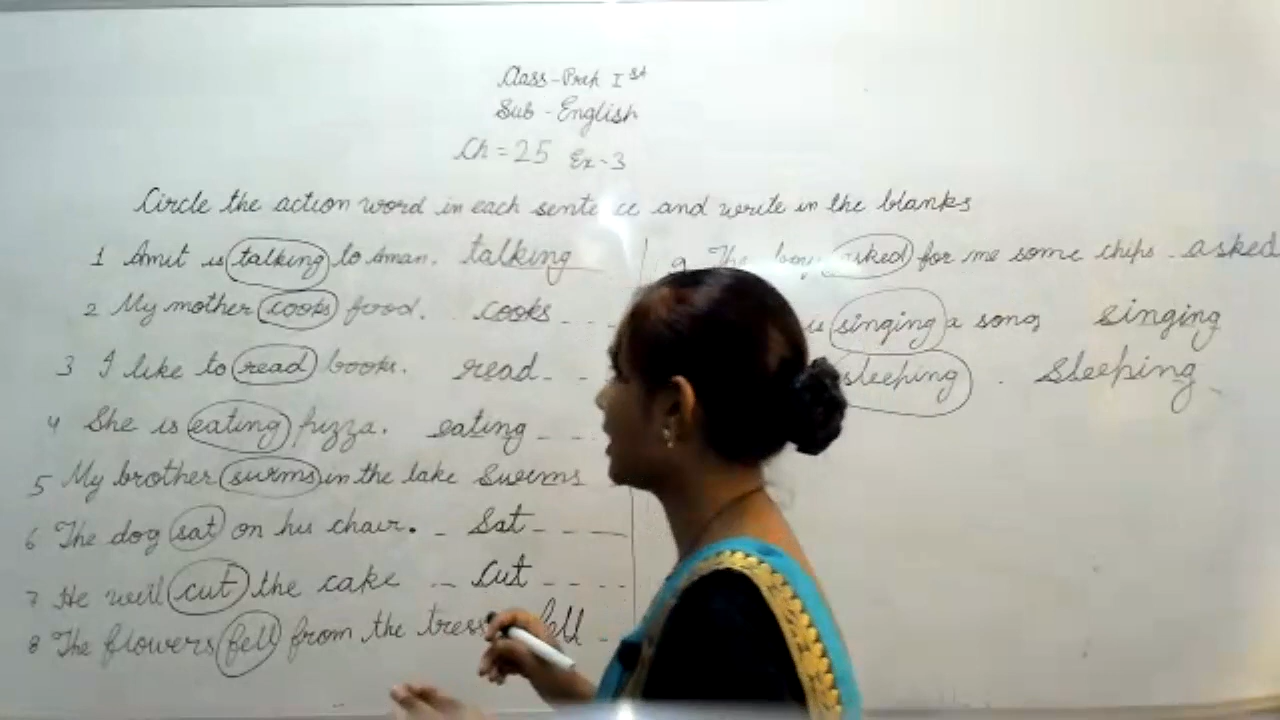 Class-Prep I st
Sub - English
Ch = 25 Ex-3
Circle the action word in each sentence and write in the blanks
1 Amit is talking to Aman. talking
2 My mother cooks food. cooks
3 I like to read books. read
4 She is eating pizza. eating
5 My brother swims in the lake swims
6 The dog sat on his chair. sat
7 He will cut the cake cut
8 The flowers fell from the tress fell
9 The boy asked for me some chips. asked
is singing a song singing
sleeping. sleeping